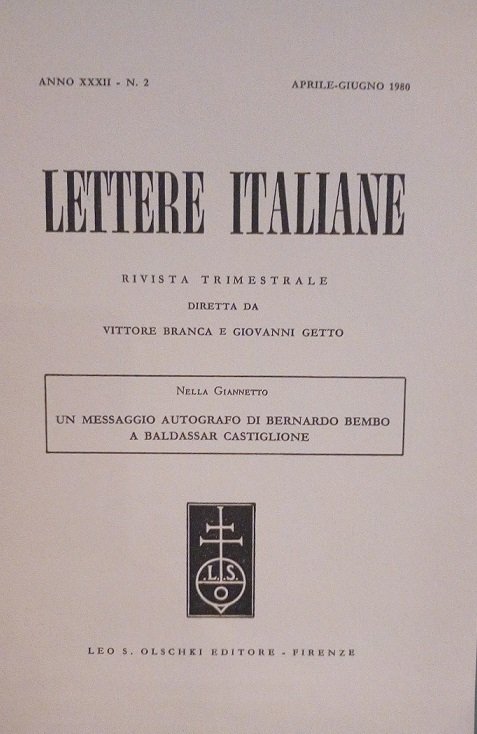 ANNO XXXII - N. 2 APRILE-GIUGNO 1980
LETTERE ITALIANE
RIVISTA TRIMESTRALE
DIRETTA DA
VITTORE BRANCA E GIOVANNI GETTO
NELLA GIANNETTO
UN MESSAGGIO AUTOGRAFO DI BERNARDO BEMBO
A BALDASSAR CASTIGLIONE
.L.S.
O
LEO S. OLSCHKI EDITORE - FIRENZE